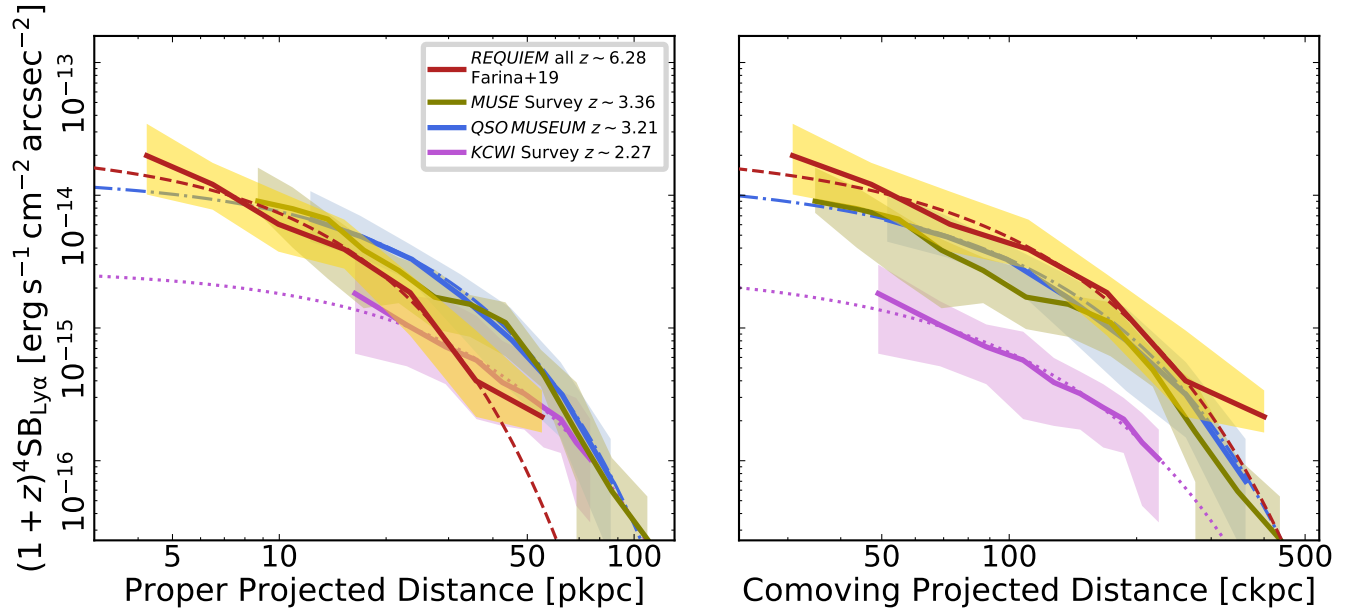 (1 + z)⁴SB_Lyα [erg s⁻¹ cm⁻² arcsec⁻²]
10⁻¹³
10⁻¹⁴
10⁻¹⁵
10⁻¹⁶
REQUIEM all z ~ 6.28
Farina+19
MUSE Survey z ~ 3.36
QSO MUSEUM z ~ 3.21
KCWI Survey z ~ 2.27
5 10 50 100
Proper Projected Distance [pkpc]
50 100 500
Comoving Projected Distance [ckpc]